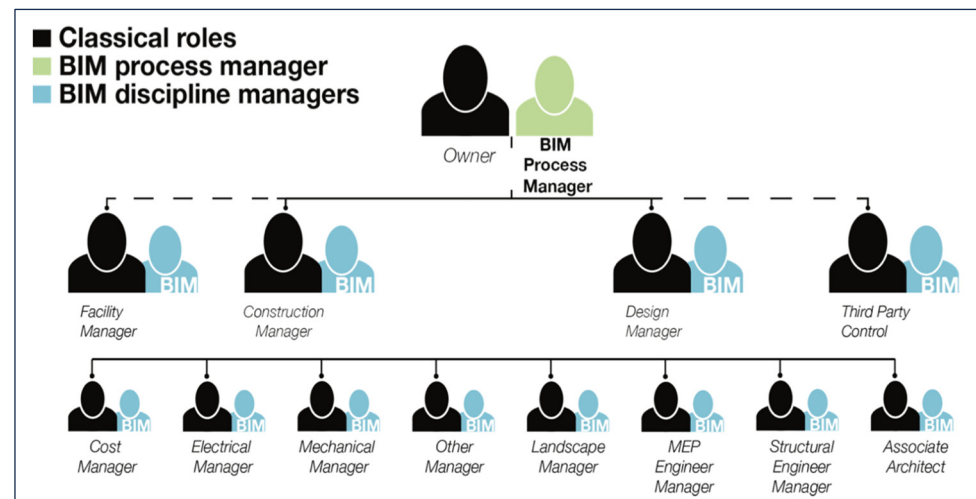 Classical roles
BIM process manager
BIM discipline managers
Owner
BIM
Process
Manager
BIM
BIM
BIM
BIM
Facility
Manager
Construction
Manager
Design
Manager
Third Party
Control
BIM
BIM
BIM
BIM
BIM
BIM
BIM
BIM
Cost
Manager
Electrical
Manager
Mechanical
Manager
Other
Manager
Landscape
Manager
MEP
Engineer
Manager
Structural
Engineer
Manager
Associate
Architect